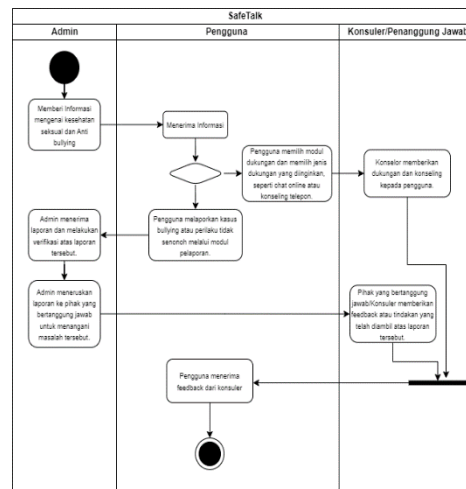 SafeTalk
Admin
Pengguna
Konsuler/Penanggung Jawab
Memberi Informasi
mengenai kesehatan
seksual dan Anti
bullying
Menerima Informasi
Pengguna memilih modul
dukungan dan memilih jenis
dukungan yang diinginkan,
seperti chat online atau
konseling telepon.
Konselor memberikan
dukungan dan konseling
kepada pengguna.
Pengguna melaporkan kasus
bullying atau perilaku tidak
senonoh melalui modul
pelaporan.
Admin menerima
laporan dan melakukan
verifikasi atas laporan
tersebut.
Admin meneruskan
laporan ke pihak yang
bertanggung jawab
untuk menangani
masalah tersebut.
Pihak yang bertanggung
jawab/Konsuler memberikan
feedback atau tindakan yang
telah diambil atas laporan
tersebut.
Pengguna menerima
feedback dari konsuler